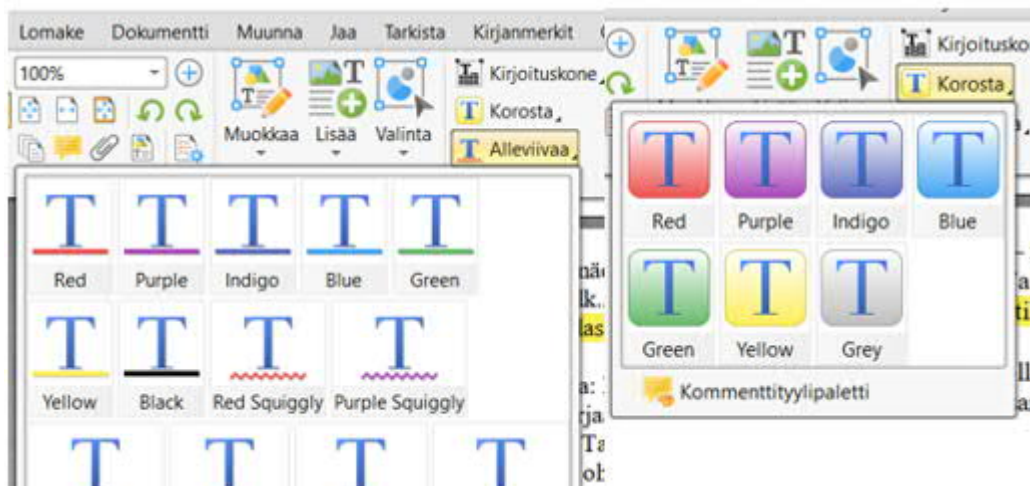 Lomake Dokumentti Muunna Jaa Tarkista Kirjanmerkit
100%
Muokkaa Lisää Valinta
Kirjoituskone
Korosta
Alleviivaa
Red Purple Indigo Blue Green
Yellow Black Red Squiggly Purple Squiggly
Korosta
Red Purple Indigo Blue
Green Yellow Grey
Kommenttityylipaletti